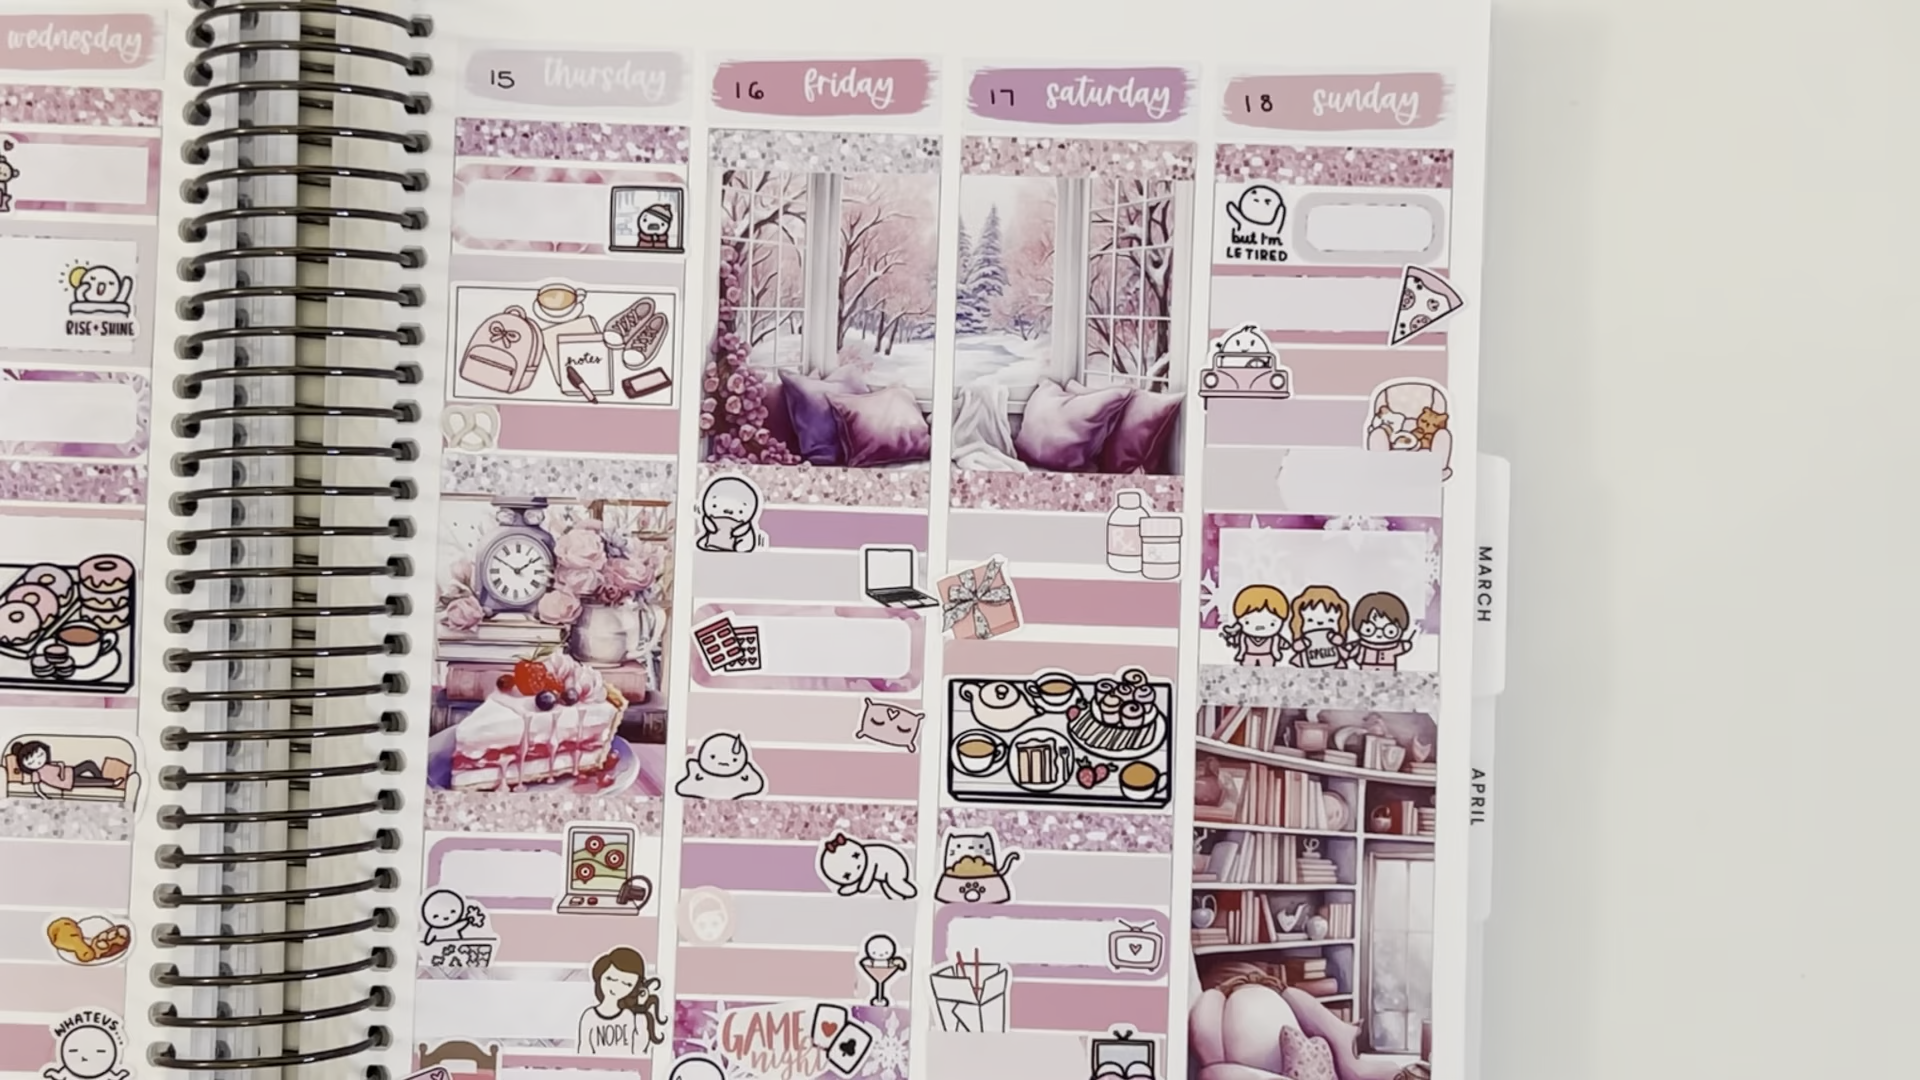 wednesday
15 thursday
16 friday
17 saturday
18 sunday
RISE + SHINE
notes
but I'm
LE TIRED
SPELLS
MARCH
APRIL
NOPE
GAME
night
WHATEVS...